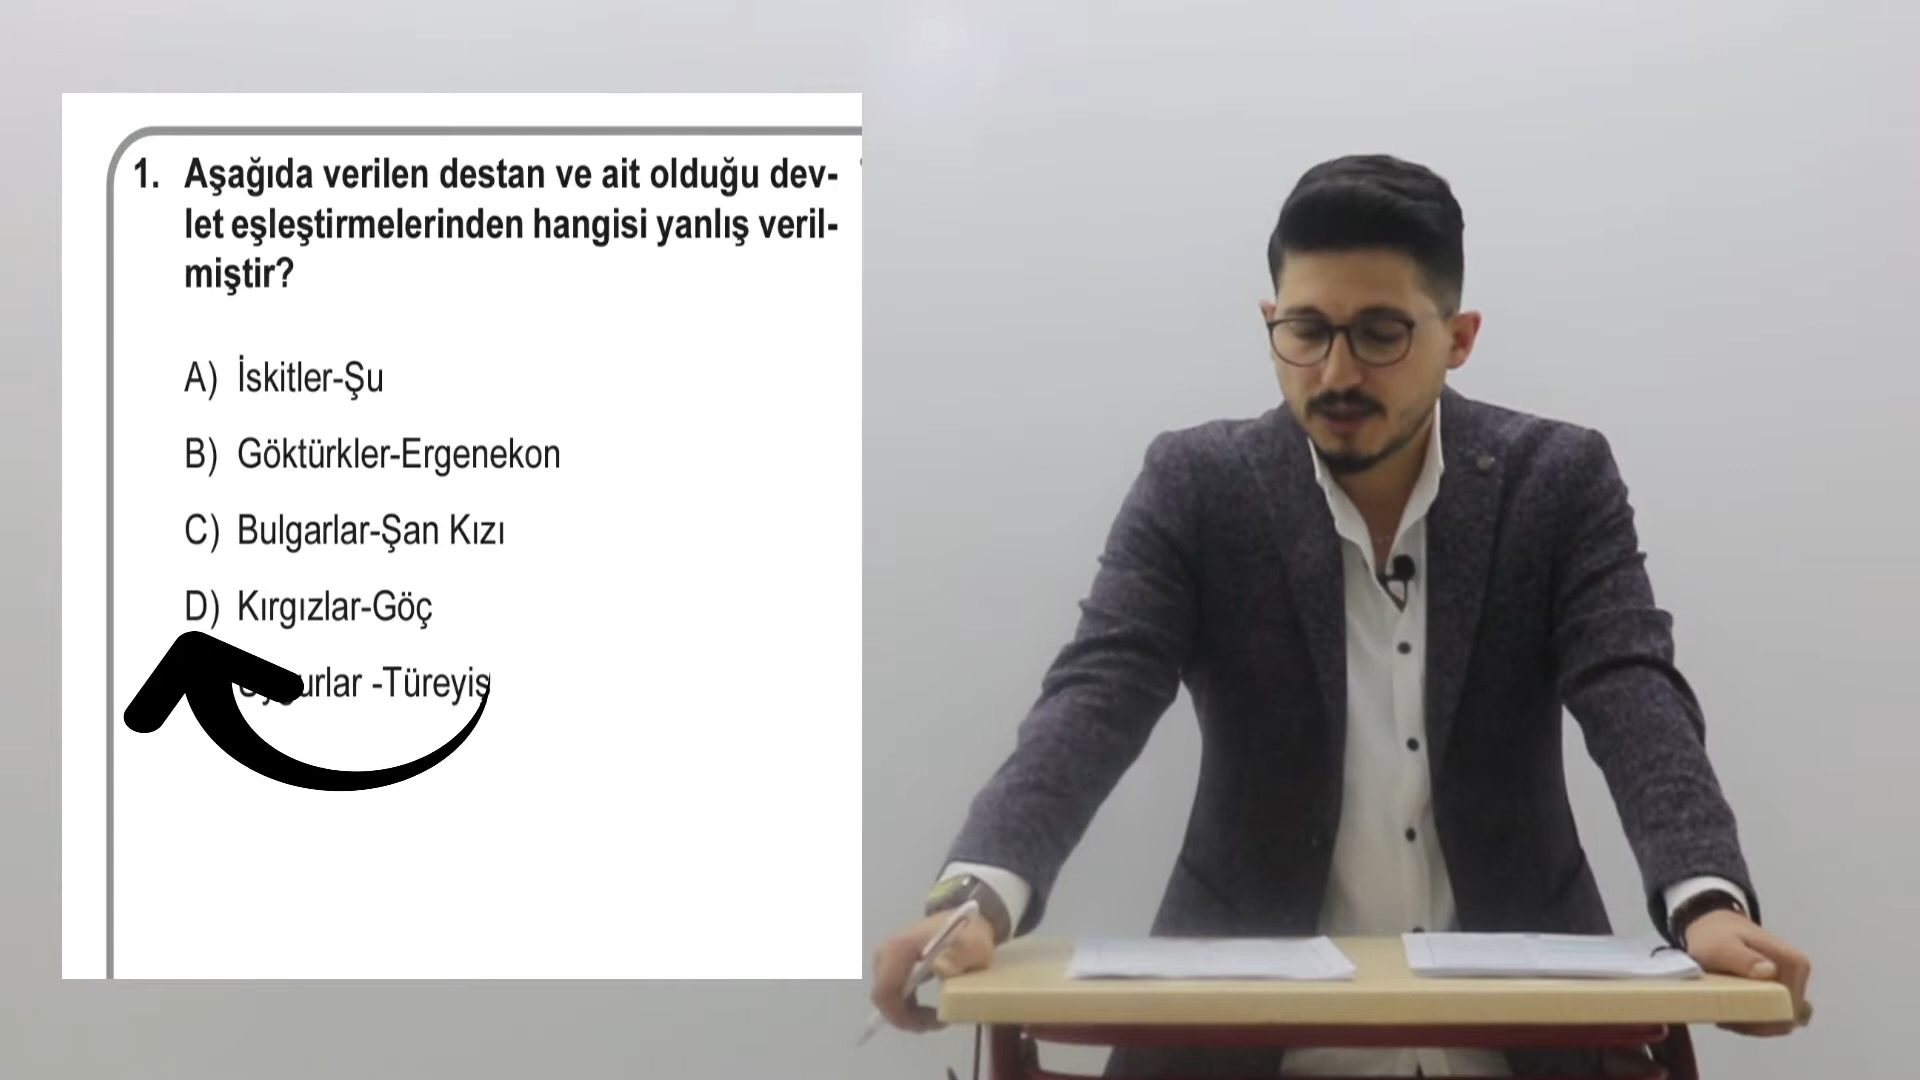 1. Aşağıda verilen destan ve ait olduğu dev-
let eşleştirmelerinden hangisi yanlış veril-
miştir?
A) İskitler-Şu
B) Göktürkler-Ergenekon
C) Bulgarlar-Şan Kızı
D) Kırgızlar-Göç
-Türeyiş